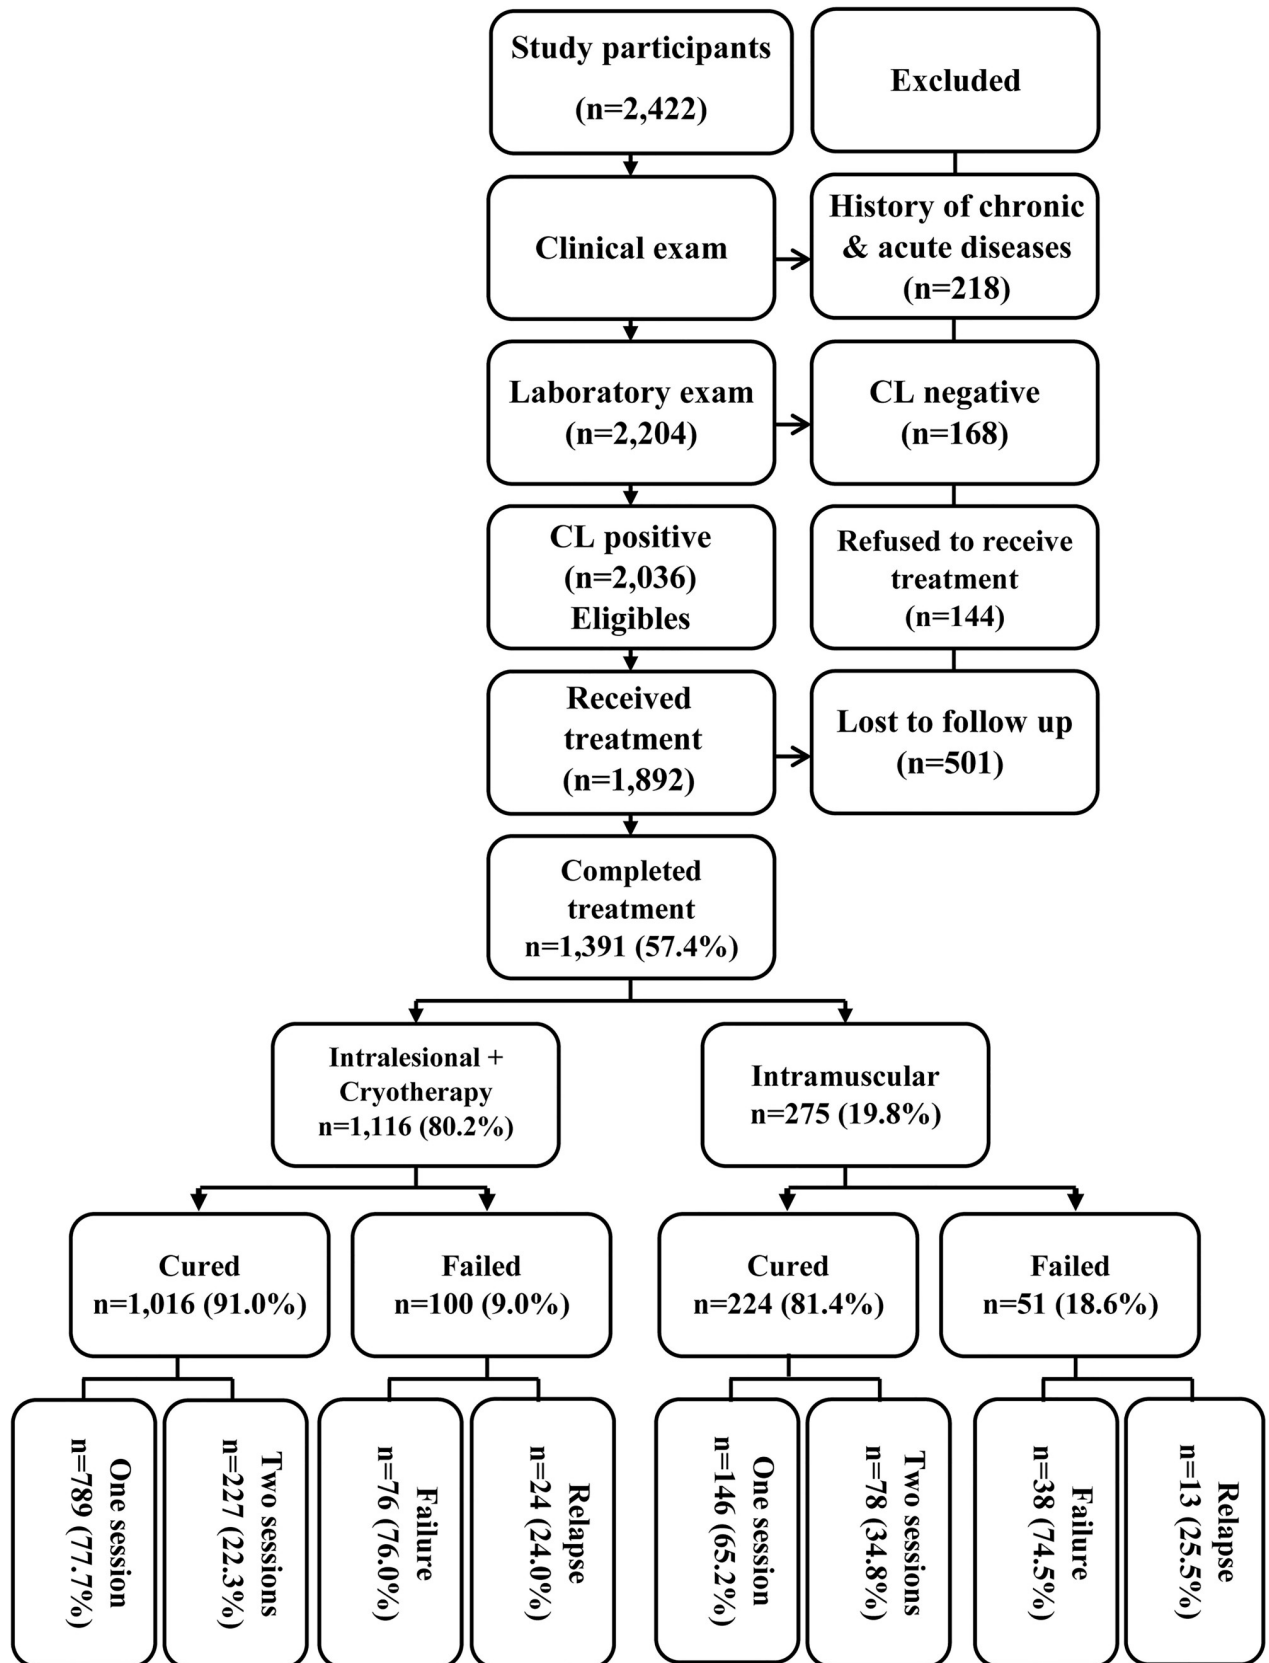 Study participants
(n=2,422)
Excluded
Clinical exam
History of chronic
& acute diseases
(n=218)
Laboratory exam
(n=2,204)
CL negative
(n=168)
CL positive
(n=2,036)
Eligibles
Refused to receive
treatment
(n=144)
Received
treatment
(n=1,892)
Lost to follow up
(n=501)
Completed
treatment
n=1,391 (57.4%)
Intralesional +
Cryotherapy
n=1,116 (80.2%)
Intramuscular
n=275 (19.8%)
Cured
n=1,016 (91.0%)
Failed
n=100 (9.0%)
Cured
n=224 (81.4%)
Failed
n=51 (18.6%)
One session
n=789 (77.7%)
Two sessions
n=227 (22.3%)
Failure
n=76 (76.0%)
Relapse
n=24 (24.0%)
One session
n=146 (65.2%)
Two sessions
n=78 (34.8%)
Failure
n=38 (74.5%)
Relapse
n=13 (25.5%)